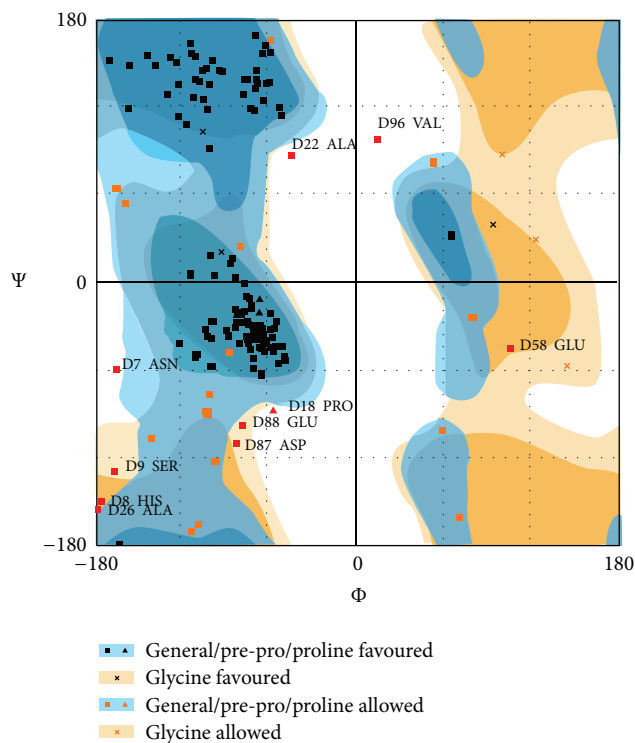 180
D96 VAL
D22 ALA
Ψ
0
D58 GLU
D7 ASN
D18 PRO
D88 GLU
D87 ASP
D9 SER
D8 HIS
D26 ALA
−180
−180
0
180
Φ
General/pre-pro/proline favoured
Glycine favoured
General/pre-pro/proline allowed
Glycine allowed